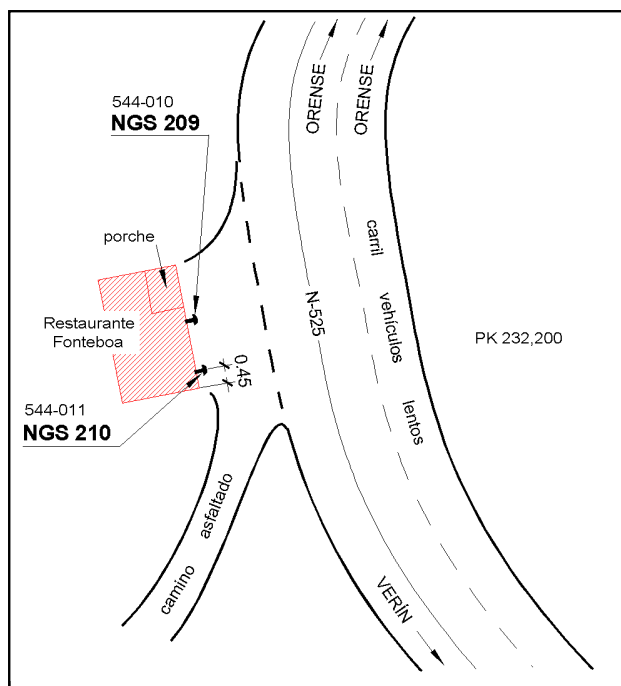 544-010
NGS 209
ORENSE
ORENSE
porche
carril
vehículos
lentos
N-525
Restaurante
Fonteboa
PK 232,200
0.45
544-011
NGS 210
camino
asfaltado
VERÍN